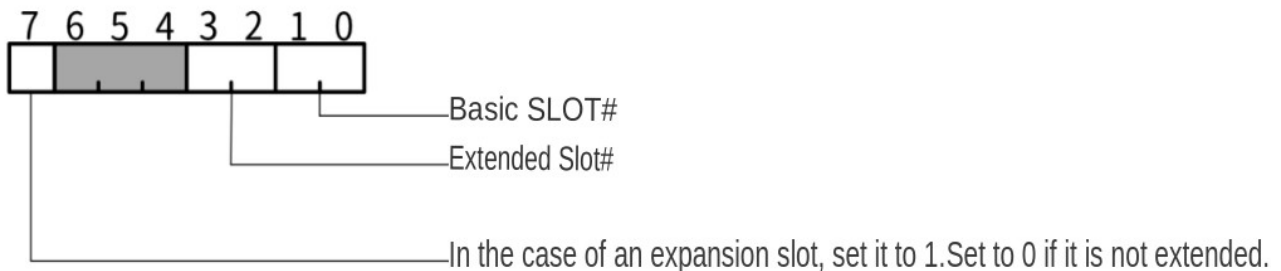 7 6 5 4 3 2 1 0
Basic SLOT#
Extended Slot#
In the case of an expansion slot, set it to 1.Set to 0 if it is not extended.